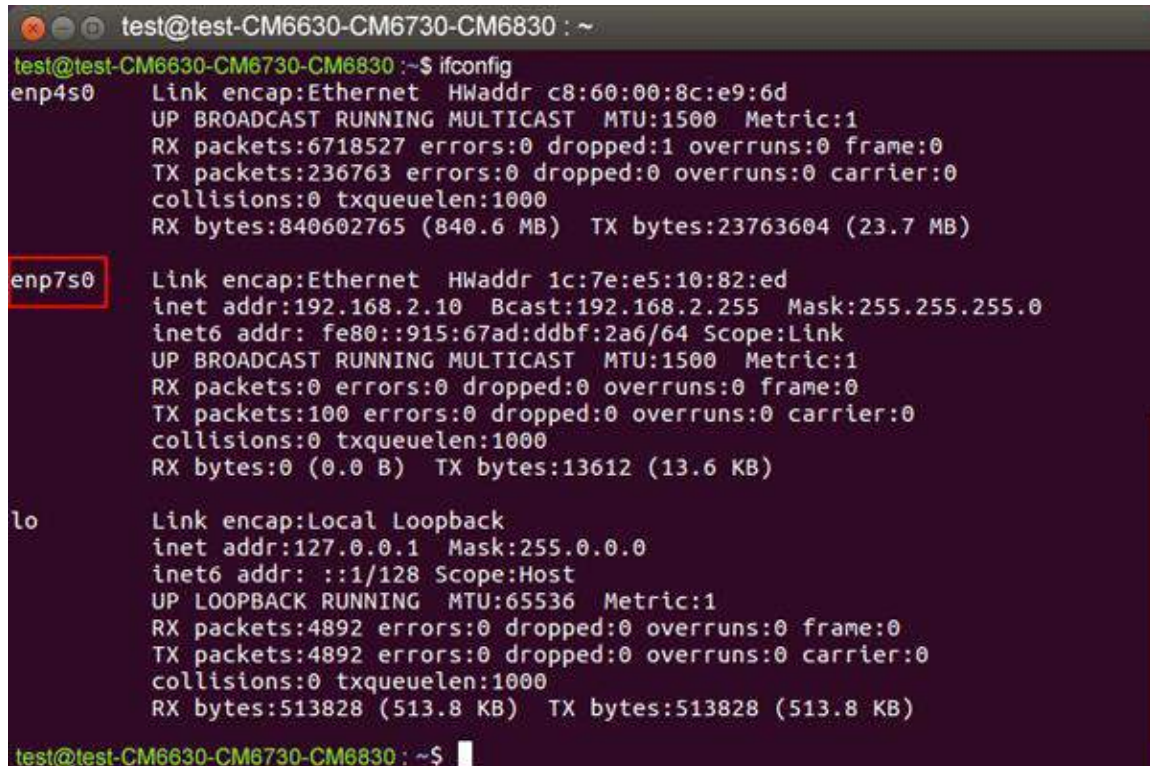 test@test-CM6630-CM6730-CM6830 : ~
test@test-CM6630-CM6730-CM6830 :~$ ifconfig
enp4s0 Link encap:Ethernet HWaddr c8:60:00:8c:e9:6d
UP BROADCAST RUNNING MULTICAST MTU:1500 Metric:1
RX packets:6718527 errors:0 dropped:1 overruns:0 frame:0
TX packets:236763 errors:0 dropped:0 overruns:0 carrier:0
collisions:0 txqueuelen:1000
RX bytes:840602765 (840.6 MB) TX bytes:23763604 (23.7 MB)
enp7s0 Link encap:Ethernet HWaddr 1c:7e:e5:10:82:ed
inet addr:192.168.2.10 Bcast:192.168.2.255 Mask:255.255.255.0
inet6 addr: fe80::915:67ad:ddbf:2a6/64 Scope:Link
UP BROADCAST RUNNING MULTICAST MTU:1500 Metric:1
RX packets:0 errors:0 dropped:0 overruns:0 frame:0
TX packets:100 errors:0 dropped:0 overruns:0 carrier:0
collisions:0 txqueuelen:1000
RX bytes:0 (0.0 B) TX bytes:13612 (13.6 KB)
lo Link encap:Local Loopback
inet addr:127.0.0.1 Mask:255.0.0.0
inet6 addr: ::1/128 Scope:Host
UP LOOPBACK RUNNING MTU:65536 Metric:1
RX packets:4892 errors:0 dropped:0 overruns:0 frame:0
TX packets:4892 errors:0 dropped:0 overruns:0 carrier:0
collisions:0 txqueuelen:1000
RX bytes:513828 (513.8 KB) TX bytes:513828 (513.8 KB)
test@test-CM6630-CM6730-CM6830 : ~$